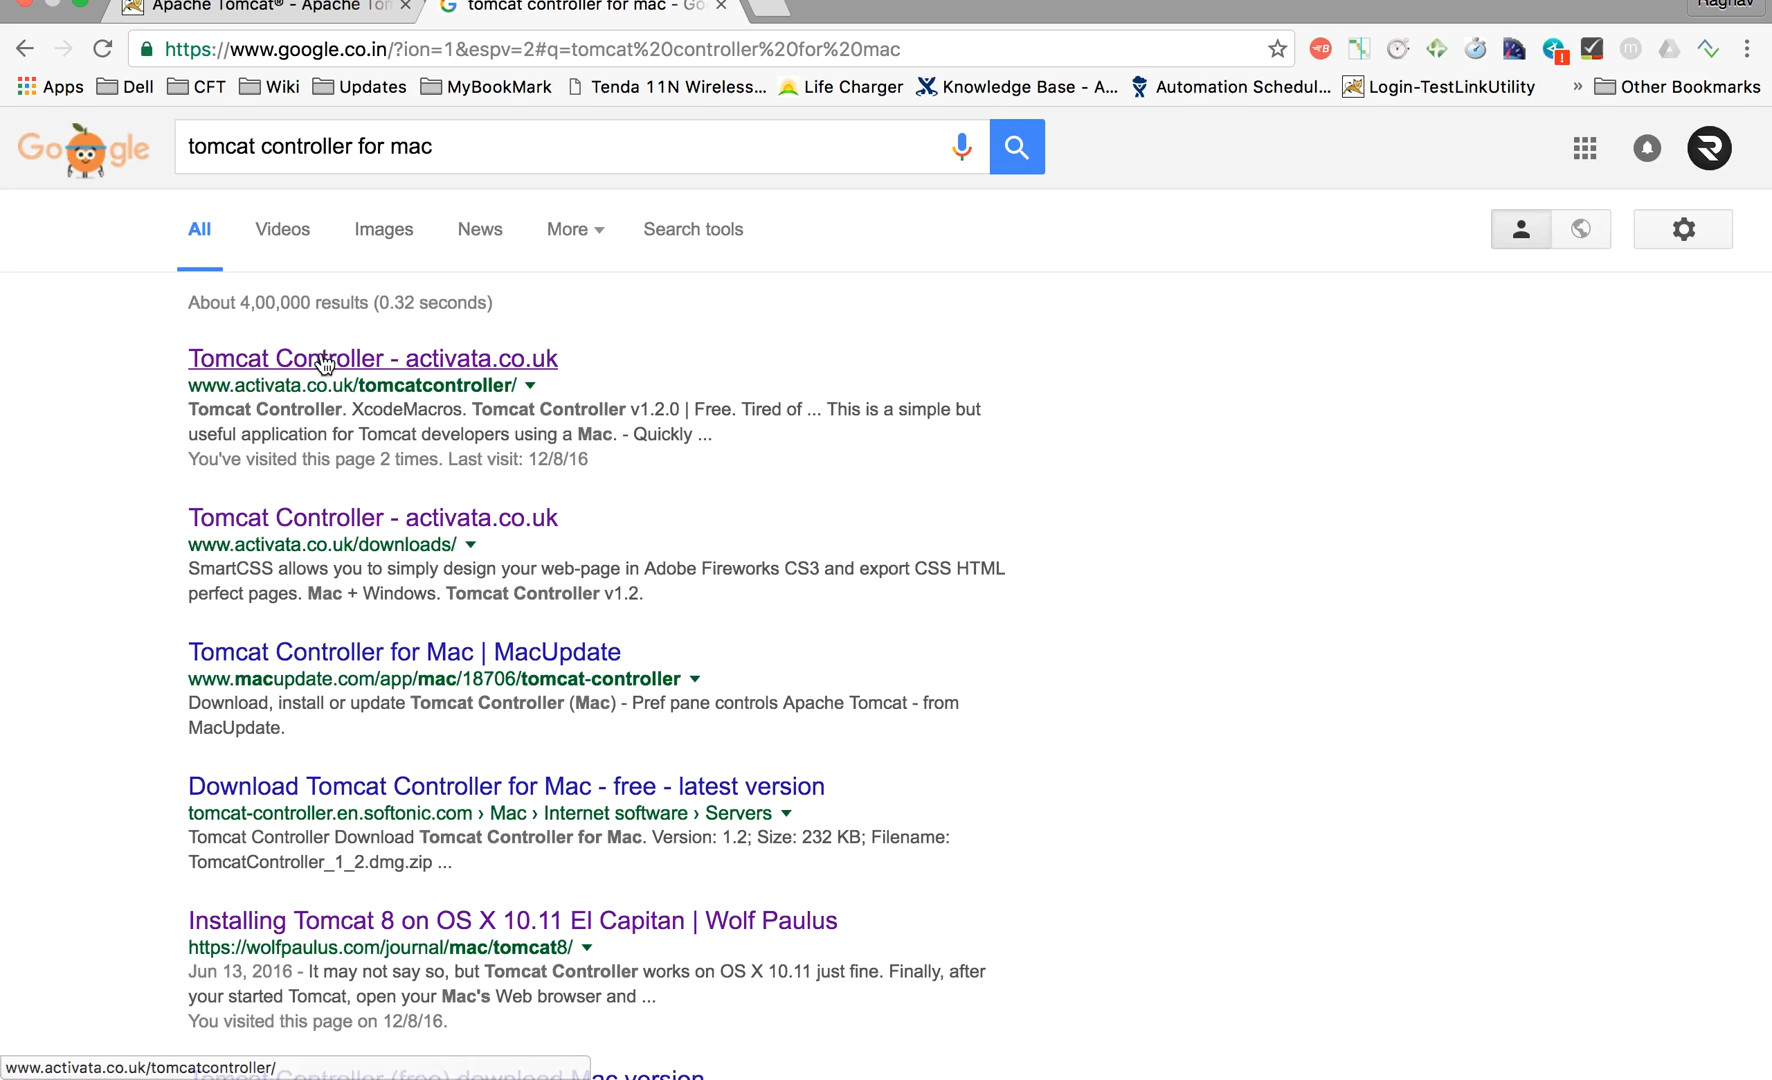 Apache Tomcat® - Apache Tom
tomcat controller for mac - Go
Raghav
https://www.google.co.in/?ion=1&espv=2#q=tomcat%20controller%20for%20mac
Apps Dell CFT Wiki Updates MyBookMark Tenda 11N Wireless... Life Charger Knowledge Base - A... Automation Schedul... Login-TestLinkUtility » Other Bookmarks
Google
tomcat controller for mac
All Videos Images News More Search tools
About 4,00,000 results (0.32 seconds)
Tomcat Controller - activata.co.uk
www.activata.co.uk/tomcatcontroller/
Tomcat Controller. XcodeMacros. Tomcat Controller v1.2.0 | Free. Tired of ... This is a simple but
useful application for Tomcat developers using a Mac. - Quickly ...
You've visited this page 2 times. Last visit: 12/8/16
Tomcat Controller - activata.co.uk
www.activata.co.uk/downloads/
SmartCSS allows you to simply design your web-page in Adobe Fireworks CS3 and export CSS HTML
perfect pages. Mac + Windows. Tomcat Controller v1.2.
Tomcat Controller for Mac | MacUpdate
www.macupdate.com/app/mac/18706/tomcat-controller
Download, install or update Tomcat Controller (Mac) - Pref pane controls Apache Tomcat - from
MacUpdate.
Download Tomcat Controller for Mac - free - latest version
tomcat-controller.en.softonic.com › Mac › Internet software › Servers
Tomcat Controller Download Tomcat Controller for Mac. Version: 1.2; Size: 232 KB; Filename:
TomcatController_1_2.dmg.zip ...
Installing Tomcat 8 on OS X 10.11 El Capitan | Wolf Paulus
https://wolfpaulus.com/journal/mac/tomcat8/
Jun 13, 2016 - It may not say so, but Tomcat Controller works on OS X 10.11 just fine. Finally, after
your started Tomcat, open your Mac's Web browser and ...
You visited this page on 12/8/16.
www.activata.co.uk/tomcatcontroller/
Tomcat Controller (free) download Mac version